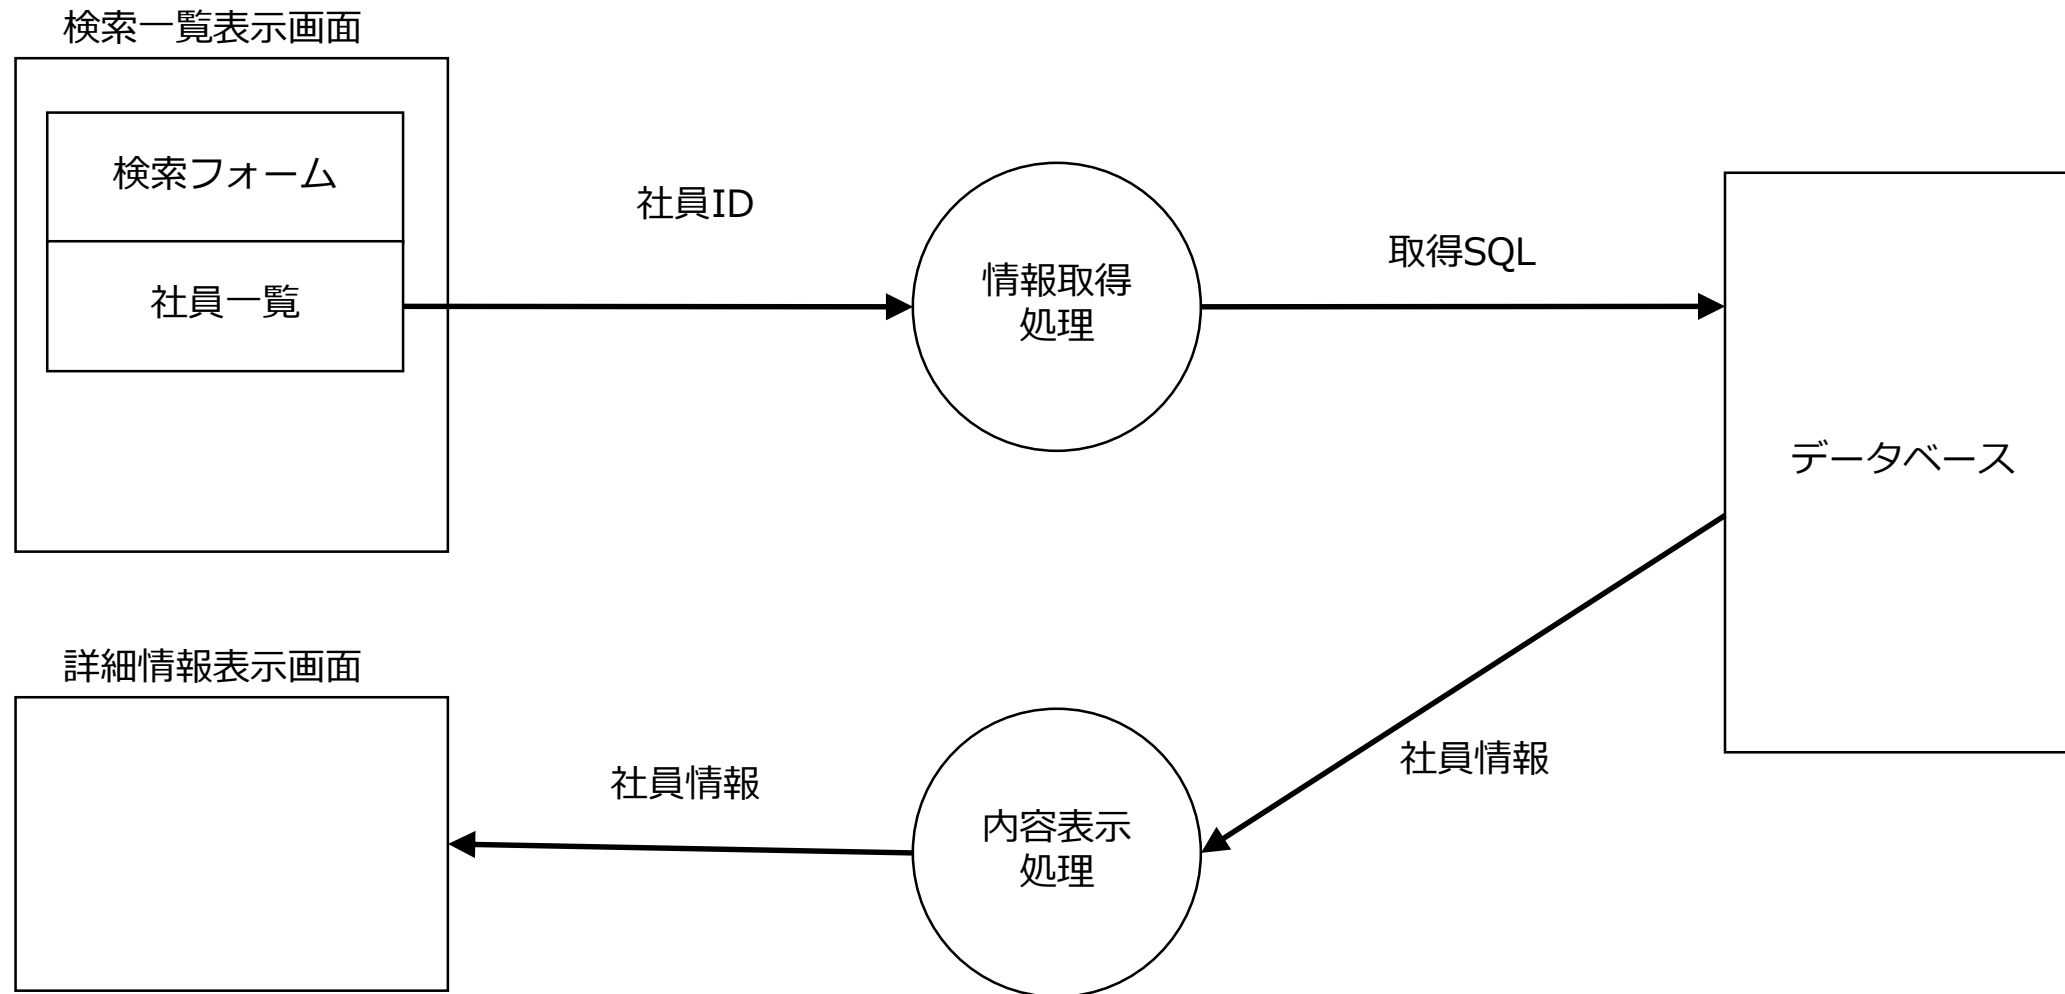 検索一覧表示画面
検索フォーム
社員一覧
社員ID
情報取得
処理
取得SQL
データベース
詳細情報表示画面
社員情報
内容表示
処理
社員情報